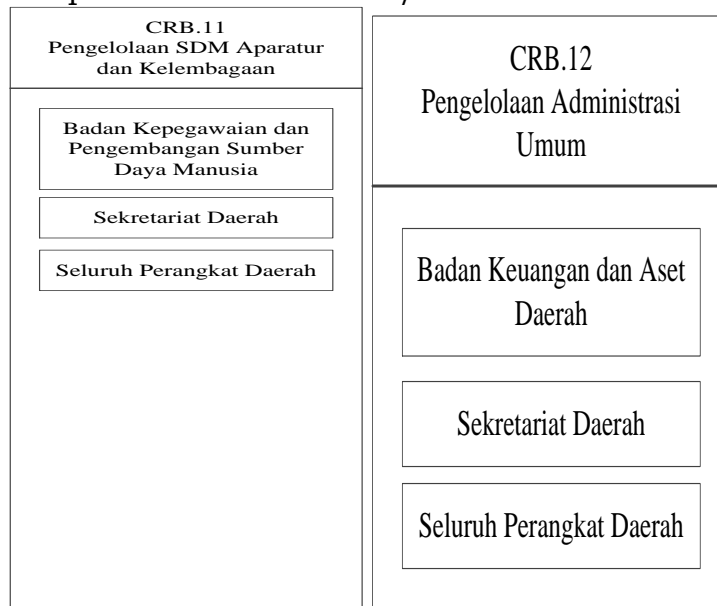 CRB.11
Pengelolaan SDM Aparatur
dan Kelembagaan
Badan Kepegawaian dan
Pengembangan Sumber
Daya Manusia
Sekretariat Daerah
Seluruh Perangkat Daerah
CRB.12
Pengelolaan Administrasi
Umum
Badan Keuangan dan Aset
Daerah
Sekretariat Daerah
Seluruh Perangkat Daerah